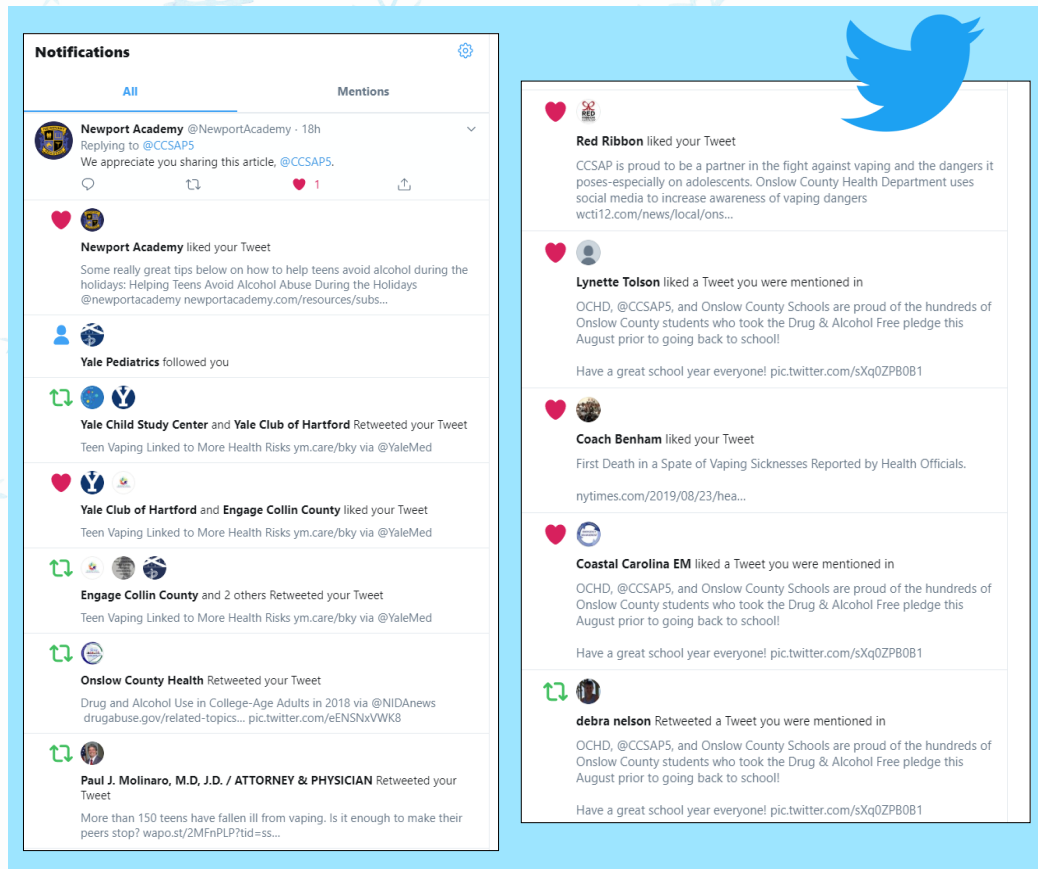 Notifications
All
Mentions
Newport Academy @NewportAcademy · 18h
Replying to @CCSAP5
We appreciate you sharing this article, @CCSAP5.
1
Newport Academy liked your Tweet
Some really great tips below on how to help teens avoid alcohol during the
holidays: Helping Teens Avoid Alcohol Abuse During the Holidays
@newportacademy newportacademy.com/resources/subs...
Yale Pediatrics followed you
Yale Child Study Center and Yale Club of Hartford Retweeted your Tweet
Teen Vaping Linked to More Health Risks ym.care/bky via @YaleMed
Yale Club of Hartford and Engage Collin County liked your Tweet
Teen Vaping Linked to More Health Risks ym.care/bky via @YaleMed
Engage Collin County and 2 others Retweeted your Tweet
Teen Vaping Linked to More Health Risks ym.care/bky via @YaleMed
Onslow County Health Retweeted your Tweet
Drug and Alcohol Use in College-Age Adults in 2018 via @NIDAnews
drugabuse.gov/related-topics... pic.twitter.com/eENSNxVWK8
Paul J. Molinaro, M.D, J.D. / ATTORNEY & PHYSICIAN Retweeted your
Tweet
More than 150 teens have fallen ill from vaping. Is it enough to make their
peers stop? wapo.st/2MFnPLP?tid=ss...
RED
Red Ribbon liked your Tweet
CCSAP is proud to be a partner in the fight against vaping and the dangers it
poses-especially on adolescents. Onslow County Health Department uses
social media to increase awareness of vaping dangers
wcti12.com/news/local/ons...
Lynette Tolson liked a Tweet you were mentioned in
OCHD, @CCSAP5, and Onslow County Schools are proud of the hundreds of
Onslow County students who took the Drug & Alcohol Free pledge this
August prior to going back to school!
Have a great school year everyone! pic.twitter.com/sXq0ZPB0B1
Coach Benham liked your Tweet
First Death in a Spate of Vaping Sicknesses Reported by Health Officials.
nytimes.com/2019/08/23/hea...
Coastal Carolina EM liked a Tweet you were mentioned in
OCHD, @CCSAP5, and Onslow County Schools are proud of the hundreds of
Onslow County students who took the Drug & Alcohol Free pledge this
August prior to going back to school!
Have a great school year everyone! pic.twitter.com/sXq0ZPB0B1
debra nelson Retweeted a Tweet you were mentioned in
OCHD, @CCSAP5, and Onslow County Schools are proud of the hundreds of
Onslow County students who took the Drug & Alcohol Free pledge this
August prior to going back to school!
Have a great school year everyone! pic.twitter.com/sXq0ZPB0B1